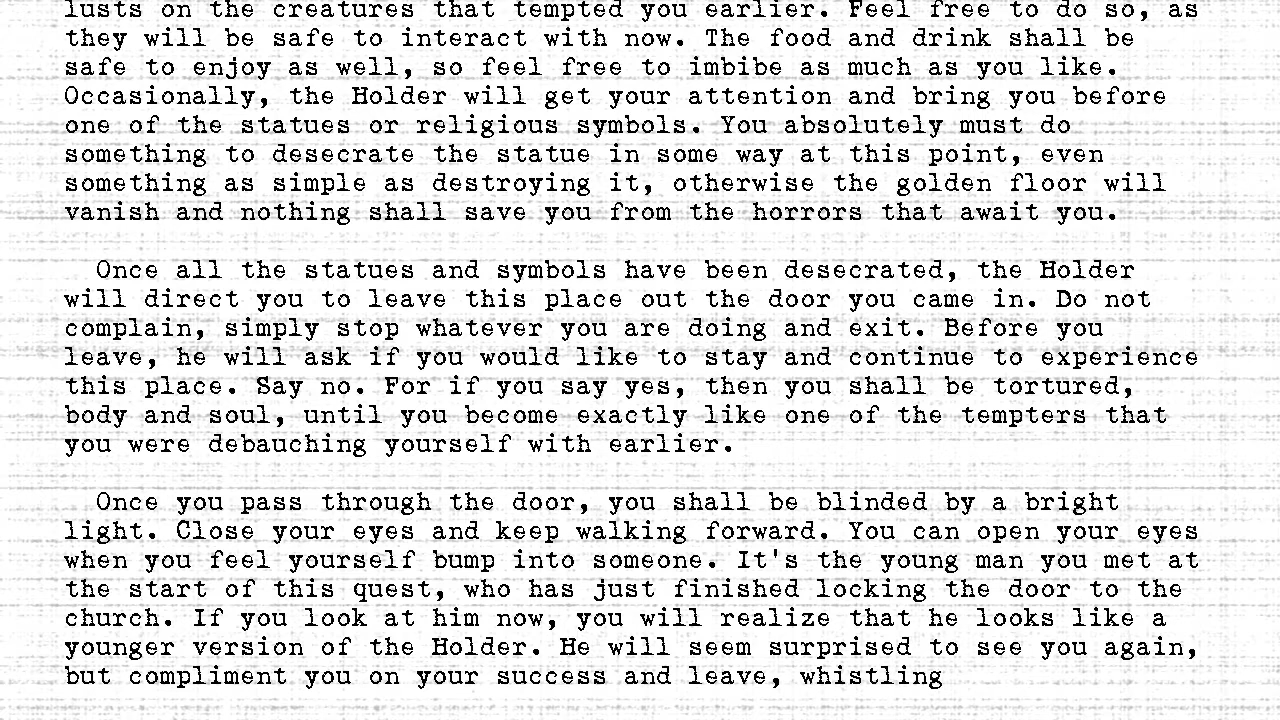 lusts on the creatures that tempted you earlier. Feel free to do so, as
they will be safe to interact with now. The food and drink shall be
safe to enjoy as well, so feel free to imbibe as much as you like.
Occasionally, the Holder will get your attention and bring you before
one of the statues or religious symbols. You absolutely must do
something to desecrate the statue in some way at this point, even
something as simple as destroying it, otherwise the golden floor will
vanish and nothing shall save you from the horrors that await you.
Once all the statues and symbols have been desecrated, the Holder
will direct you to leave this place out the door you came in. Do not
complain, simply stop whatever you are doing and exit. Before you
leave, he will ask if you would like to stay and continue to experience
this place. Say no. For if you say yes, then you shall be tortured,
body and soul, until you become exactly like one of the tempters that
you were debauching yourself with earlier.
Once you pass through the door, you shall be blinded by a bright
light. Close your eyes and keep walking forward. You can open your eyes
when you feel yourself bump into someone. It's the young man you met at
the start of this quest, who has just finished locking the door to the
church. If you look at him now, you will realize that he looks like a
younger version of the Holder. He will seem surprised to see you again,
but compliment you on your success and leave, whistling